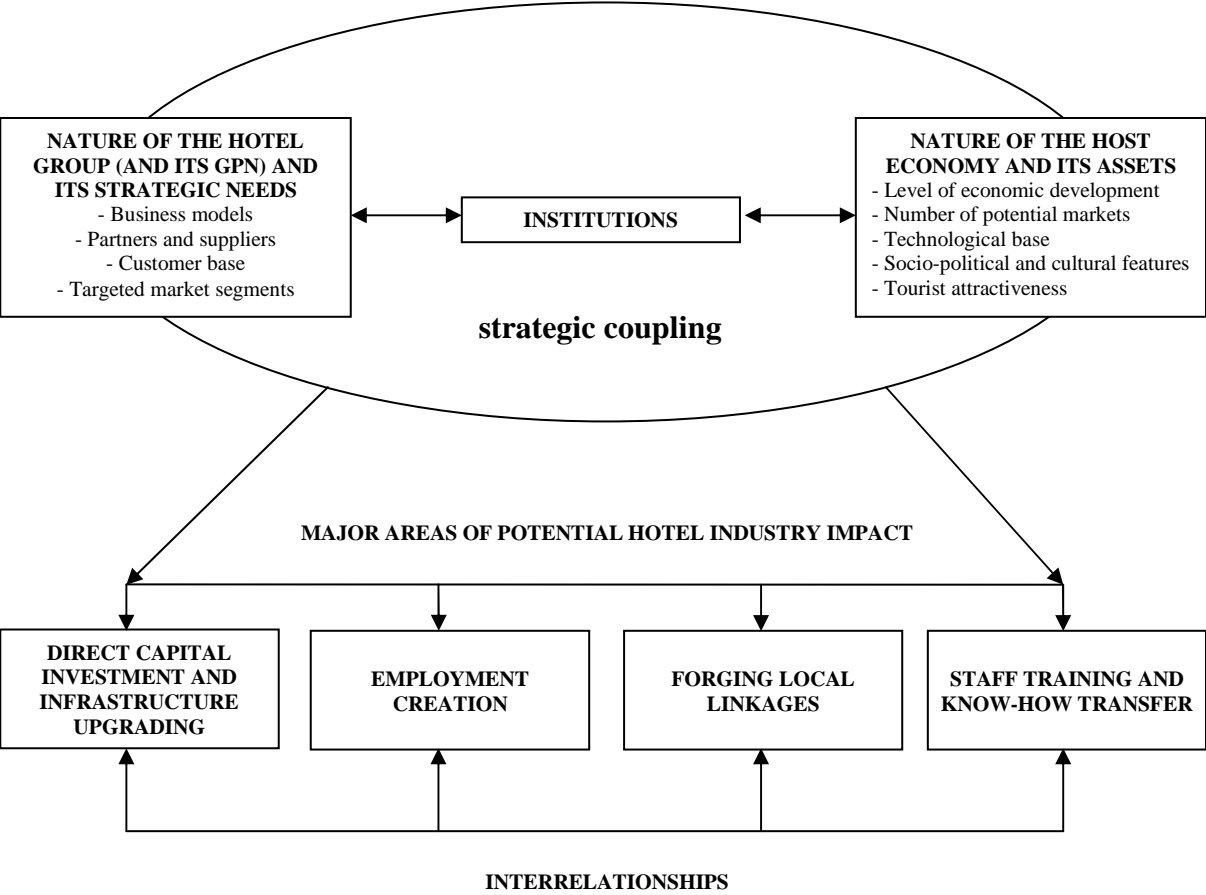 NATURE OF THE HOTEL
GROUP (AND ITS GPN) AND
ITS STRATEGIC NEEDS
- Business models
- Partners and suppliers
- Customer base
- Targeted market segments
INSTITUTIONS
NATURE OF THE HOST
ECONOMY AND ITS ASSETS
- Level of economic development
- Number of potential markets
- Technological base
- Socio-political and cultural features
- Tourist attractiveness
strategic coupling
MAJOR AREAS OF POTENTIAL HOTEL INDUSTRY IMPACT
DIRECT CAPITAL
INVESTMENT AND
INFRASTRUCTURE
UPGRADING
EMPLOYMENT
CREATION
FORGING LOCAL
LINKAGES
STAFF TRAINING AND
KNOW-HOW TRANSFER
INTERRELATIONSHIPS